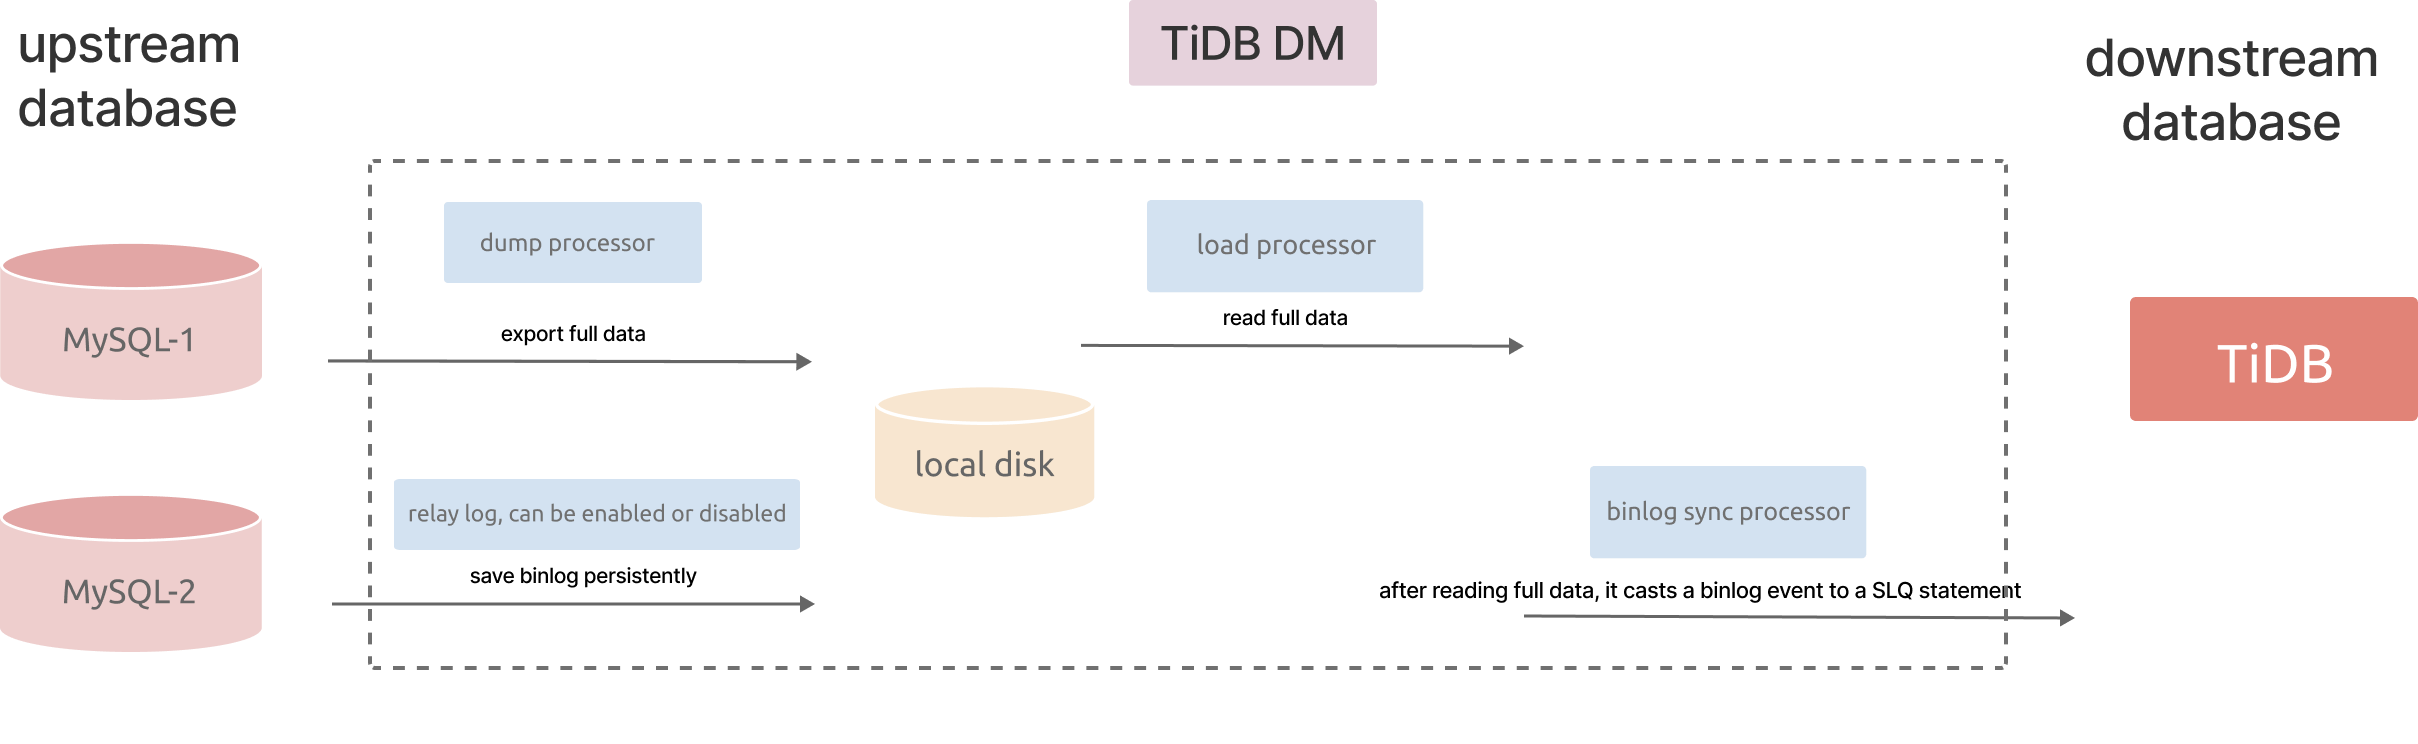 upstream
database
TiDB DM
downstream
database
dump processor
load processor
export full data
read full data
MySQL-1
TiDB
local disk
relay log, can be enabled or disabled
binlog sync processor
save binlog persistently
after reading full data, it casts a binlog event to a SLQ statement
MySQL-2